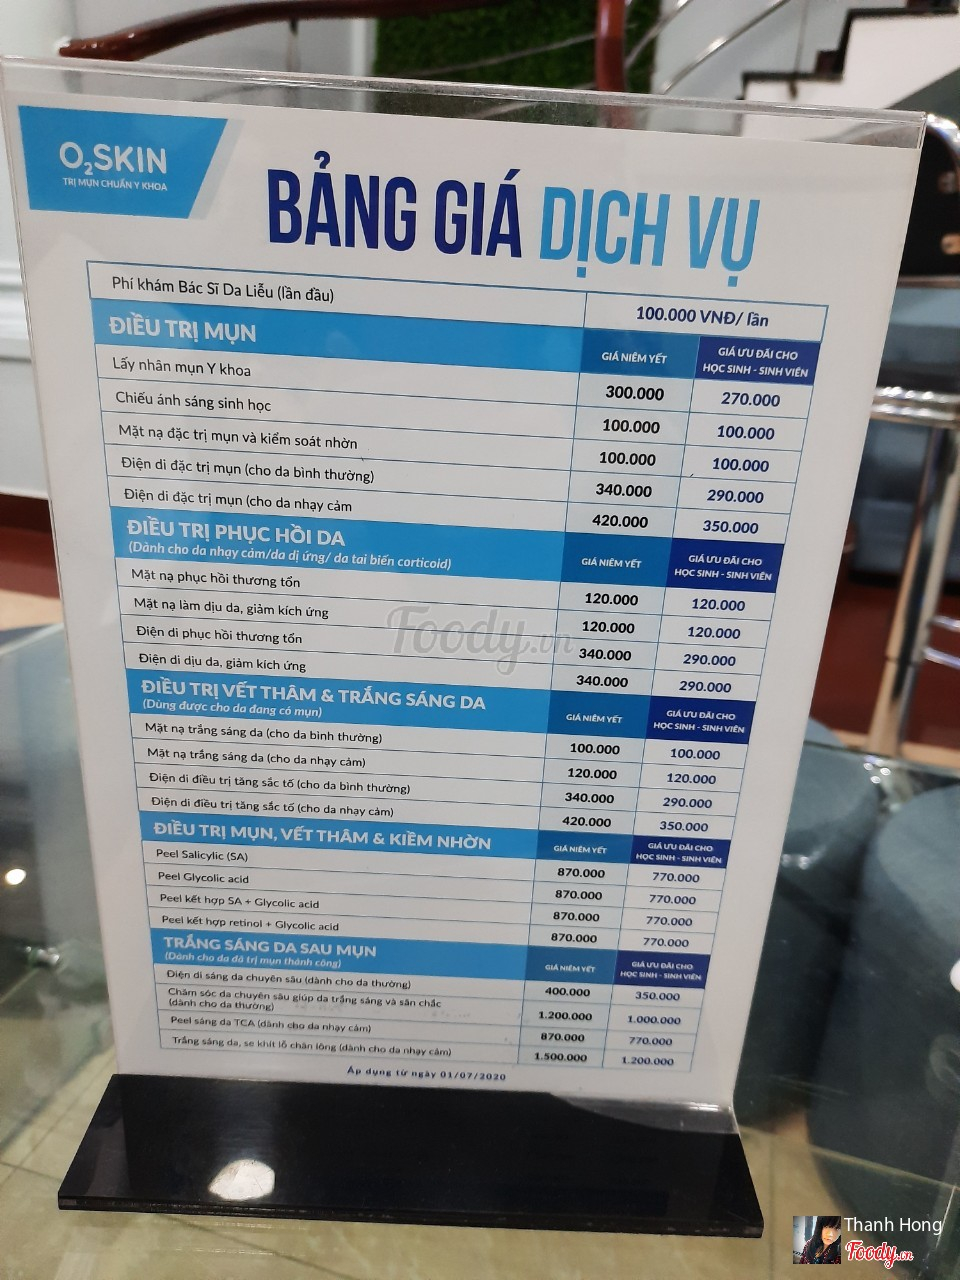 O₂SKIN
TRỊ MỤN CHUẨN Y KHOA
BẢNG GIÁ DỊCH VỤ
Phí khám Bác Sĩ Da Liễu (lần đầu) 100.000 VNĐ/ lần
ĐIỀU TRỊ MỤN GIÁ NIÊM YẾT GIÁ ƯU ĐÃI CHO
HỌC SINH - SINH VIÊN
Lấy nhân mụn Y khoa 300.000 270.000
Chiếu ánh sáng sinh học 100.000 100.000
Mặt nạ đặc trị mụn và kiểm soát nhờn 100.000 100.000
Điện di đặc trị mụn (cho da bình thường) 340.000 290.000
Điện di đặc trị mụn (cho da nhạy cảm 420.000 350.000
ĐIỀU TRỊ PHỤC HỒI DA GIÁ NIÊM YẾT GIÁ ƯU ĐÃI CHO
(Dành cho da nhạy cảm/da dị ứng/ da tai biến corticoid) HỌC SINH - SINH VIÊN
Mặt nạ phục hồi thương tổn 120.000 120.000
Mặt nạ làm dịu da, giảm kích ứng 120.000 120.000
Điện di phục hồi thương tổn 340.000 290.000
Điện di dịu da, giảm kích ứng 340.000 290.000
ĐIỀU TRỊ VẾT THÂM & TRẮNG SÁNG DA GIÁ NIÊM YẾT GIÁ ƯU ĐÃI CHO
(Dùng được cho da đang có mụn) HỌC SINH - SINH VIÊN
Mặt nạ trắng sáng da (cho da bình thường) 100.000 100.000
Mặt nạ trắng sáng da (cho da nhạy cảm) 120.000 120.000
Điện di điều trị tăng sắc tố (cho da bình thường) 340.000 290.000
Điện di điều trị tăng sắc tố (cho da nhạy cảm) 420.000 350.000
ĐIỀU TRỊ MỤN, VẾT THÂM & KIỀM NHỜN GIÁ NIÊM YẾT GIÁ ƯU ĐÃI CHO
HỌC SINH - SINH VIÊN
Peel Salicylic (SA) 870.000 770.000
Peel Glycolic acid 870.000 770.000
Peel kết hợp SA + Glycolic acid 870.000 770.000
Peel kết hợp retinol + Glycolic acid 870.000 770.000
TRẮNG SÁNG DA SAU MỤN GIÁ NIÊM YẾT GIÁ ƯU ĐÃI CHO
(Dành cho da đã trị mụn thành công) HỌC SINH - SINH VIÊN
Điện di sáng da chuyên sâu (dành cho da thường) 400.000 350.000
Chăm sóc da chuyên sâu giúp da trắng sáng và săn chắc
(dành cho da thường) 1.200.000 1.000.000
Peel sáng da TCA (dành cho da nhạy cảm) 870.000 770.000
Trắng sáng da, se khít lỗ chân lông (dành cho da nhạy cảm) 1.500.000 1.200.000
Áp dụng từ ngày 01/07/2020
Foody.vn
Thanh Hong
Foody.vn